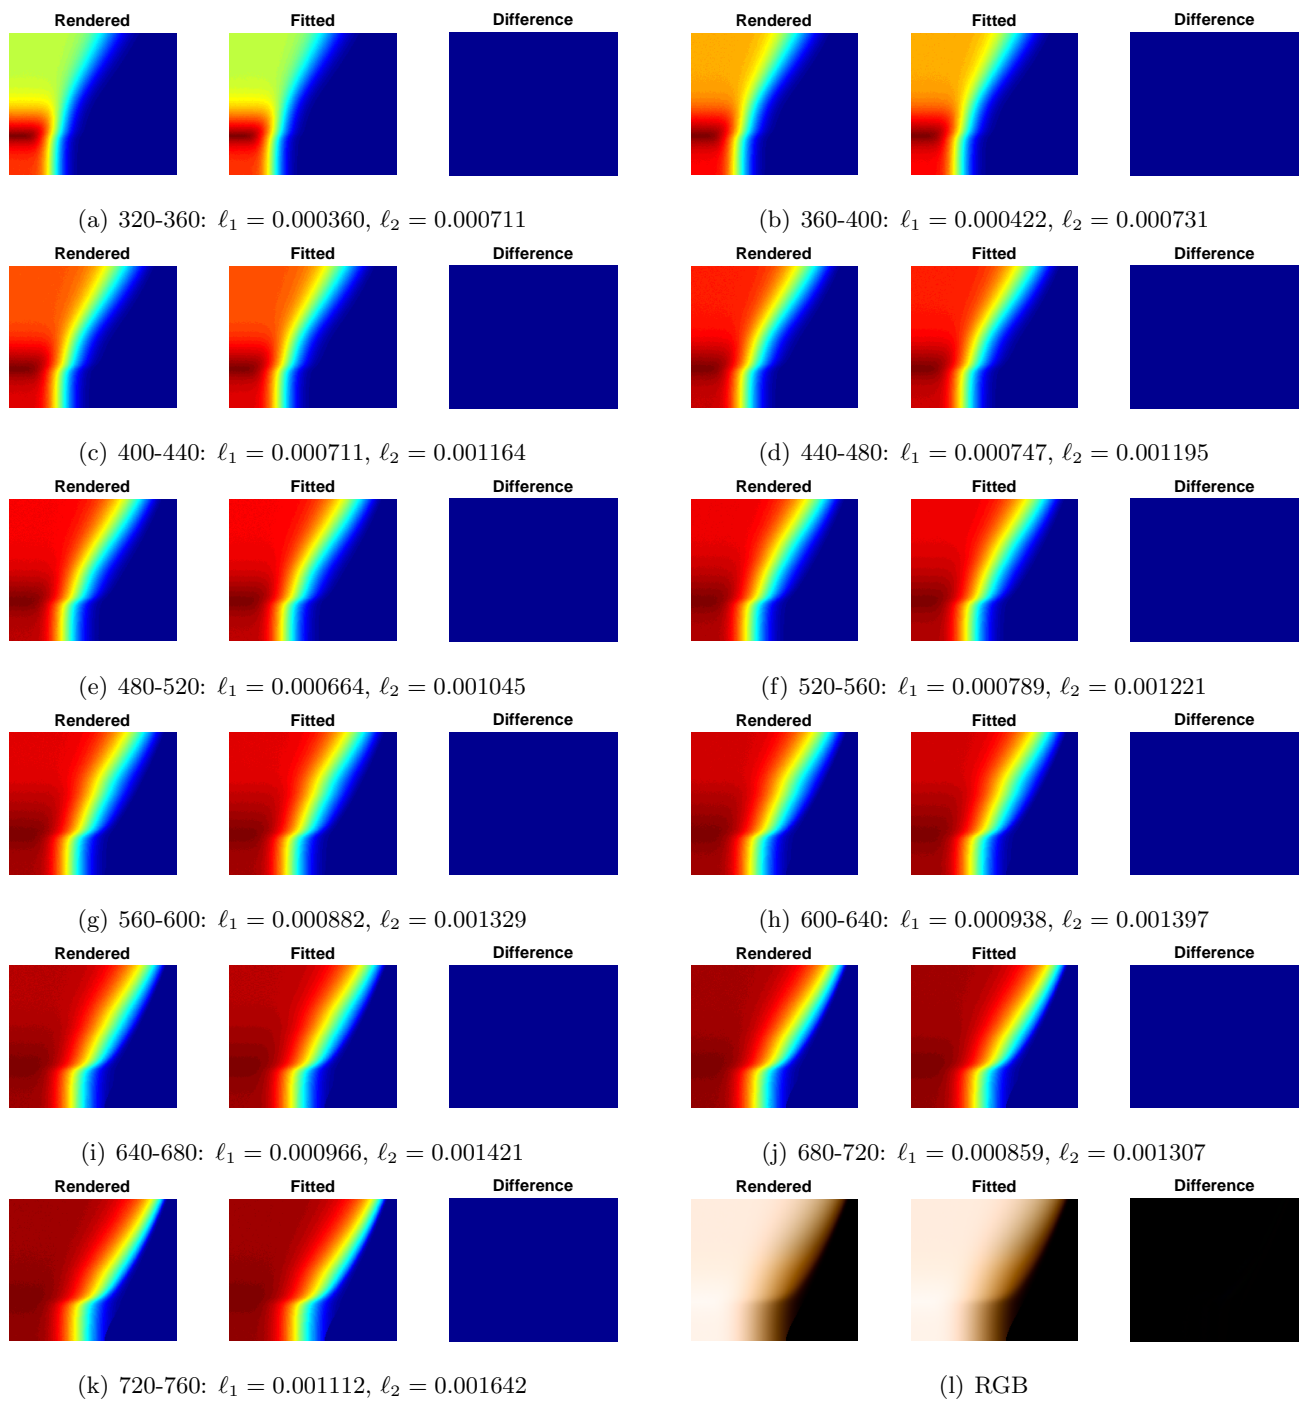 Rendered Fitted Difference Rendered Fitted Difference
(a) 320-360: ℓ1 = 0.000360, ℓ2 = 0.000711 (b) 360-400: ℓ1 = 0.000422, ℓ2 = 0.000731
Rendered Fitted Difference Rendered Fitted Difference
(c) 400-440: ℓ1 = 0.000711, ℓ2 = 0.001164 (d) 440-480: ℓ1 = 0.000747, ℓ2 = 0.001195
Rendered Fitted Difference Rendered Fitted Difference
(e) 480-520: ℓ1 = 0.000664, ℓ2 = 0.001045 (f) 520-560: ℓ1 = 0.000789, ℓ2 = 0.001221
Rendered Fitted Difference Rendered Fitted Difference
(g) 560-600: ℓ1 = 0.000882, ℓ2 = 0.001329 (h) 600-640: ℓ1 = 0.000938, ℓ2 = 0.001397
Rendered Fitted Difference Rendered Fitted Difference
(i) 640-680: ℓ1 = 0.000966, ℓ2 = 0.001421 (j) 680-720: ℓ1 = 0.000859, ℓ2 = 0.001307
Rendered Fitted Difference Rendered Fitted Difference
(k) 720-760: ℓ1 = 0.001112, ℓ2 = 0.001642 (l) RGB